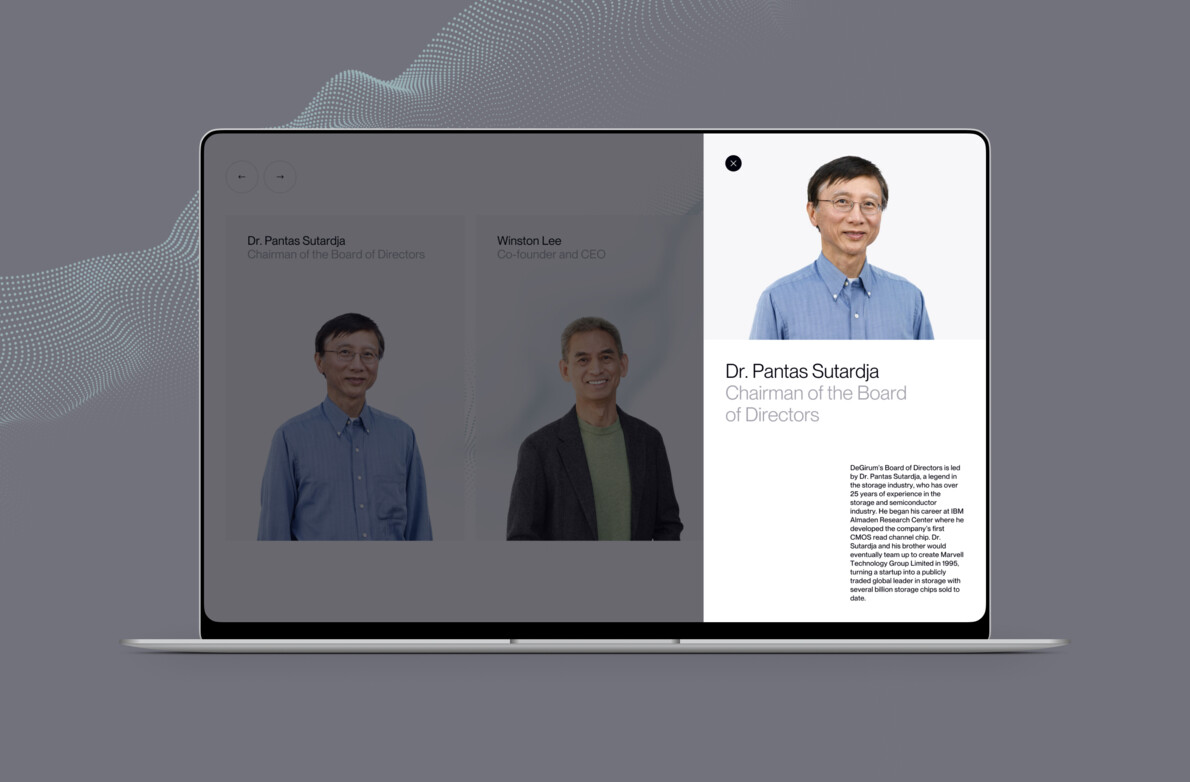 ← →
Dr. Pantas Sutardja
Chairman of the Board of Directors
Winston Lee
Co-founder and CEO
Dr. Pantas Sutardja
Chairman of the Board
of Directors
DeGirum's Board of Directors is led
by Dr. Pantas Sutardja, a legend in
the storage industry, who has over
25 years of experience in the
storage and semiconductor
industry. He began his career at IBM
Almaden Research Center where he
developed the company's first
CMOS read channel chip. Dr.
Sutardja and his brother would
eventually team up to create Marvell
Technology Group Limited in 1995,
turning a startup into a publicly
traded global leader in storage with
several billion storage chips sold to
date.